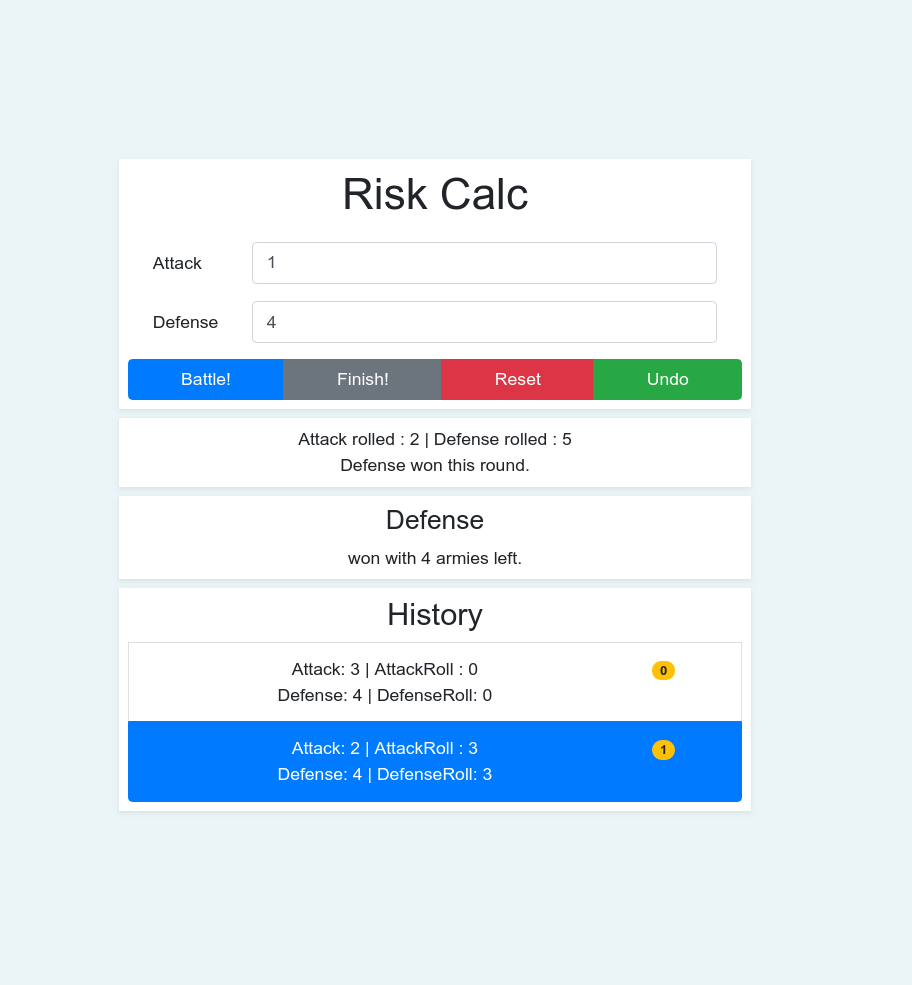 Risk Calc
Attack
1
Defense
4
Battle! Finish! Reset Undo
Attack rolled : 2 | Defense rolled : 5
Defense won this round.
Defense
won with 4 armies left.
History
Attack: 3 | AttackRoll : 0
0
Defense: 4 | DefenseRoll: 0
Attack: 2 | AttackRoll : 3
1
Defense: 4 | DefenseRoll: 3